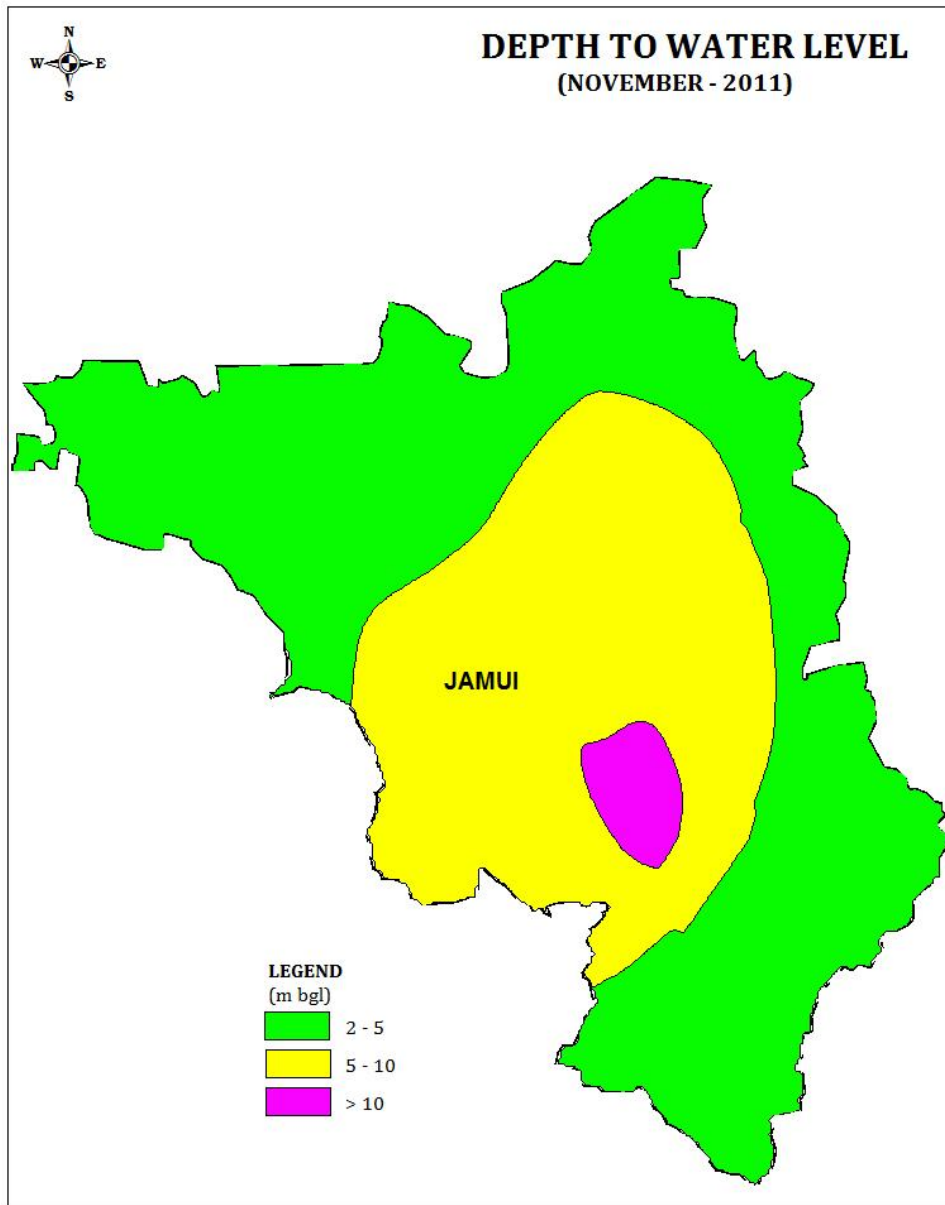 N
W E
S
DEPTH TO WATER LEVEL
(NOVEMBER - 2011)
JAMUI
LEGEND
(m bgl)
2 - 5
5 - 10
> 10